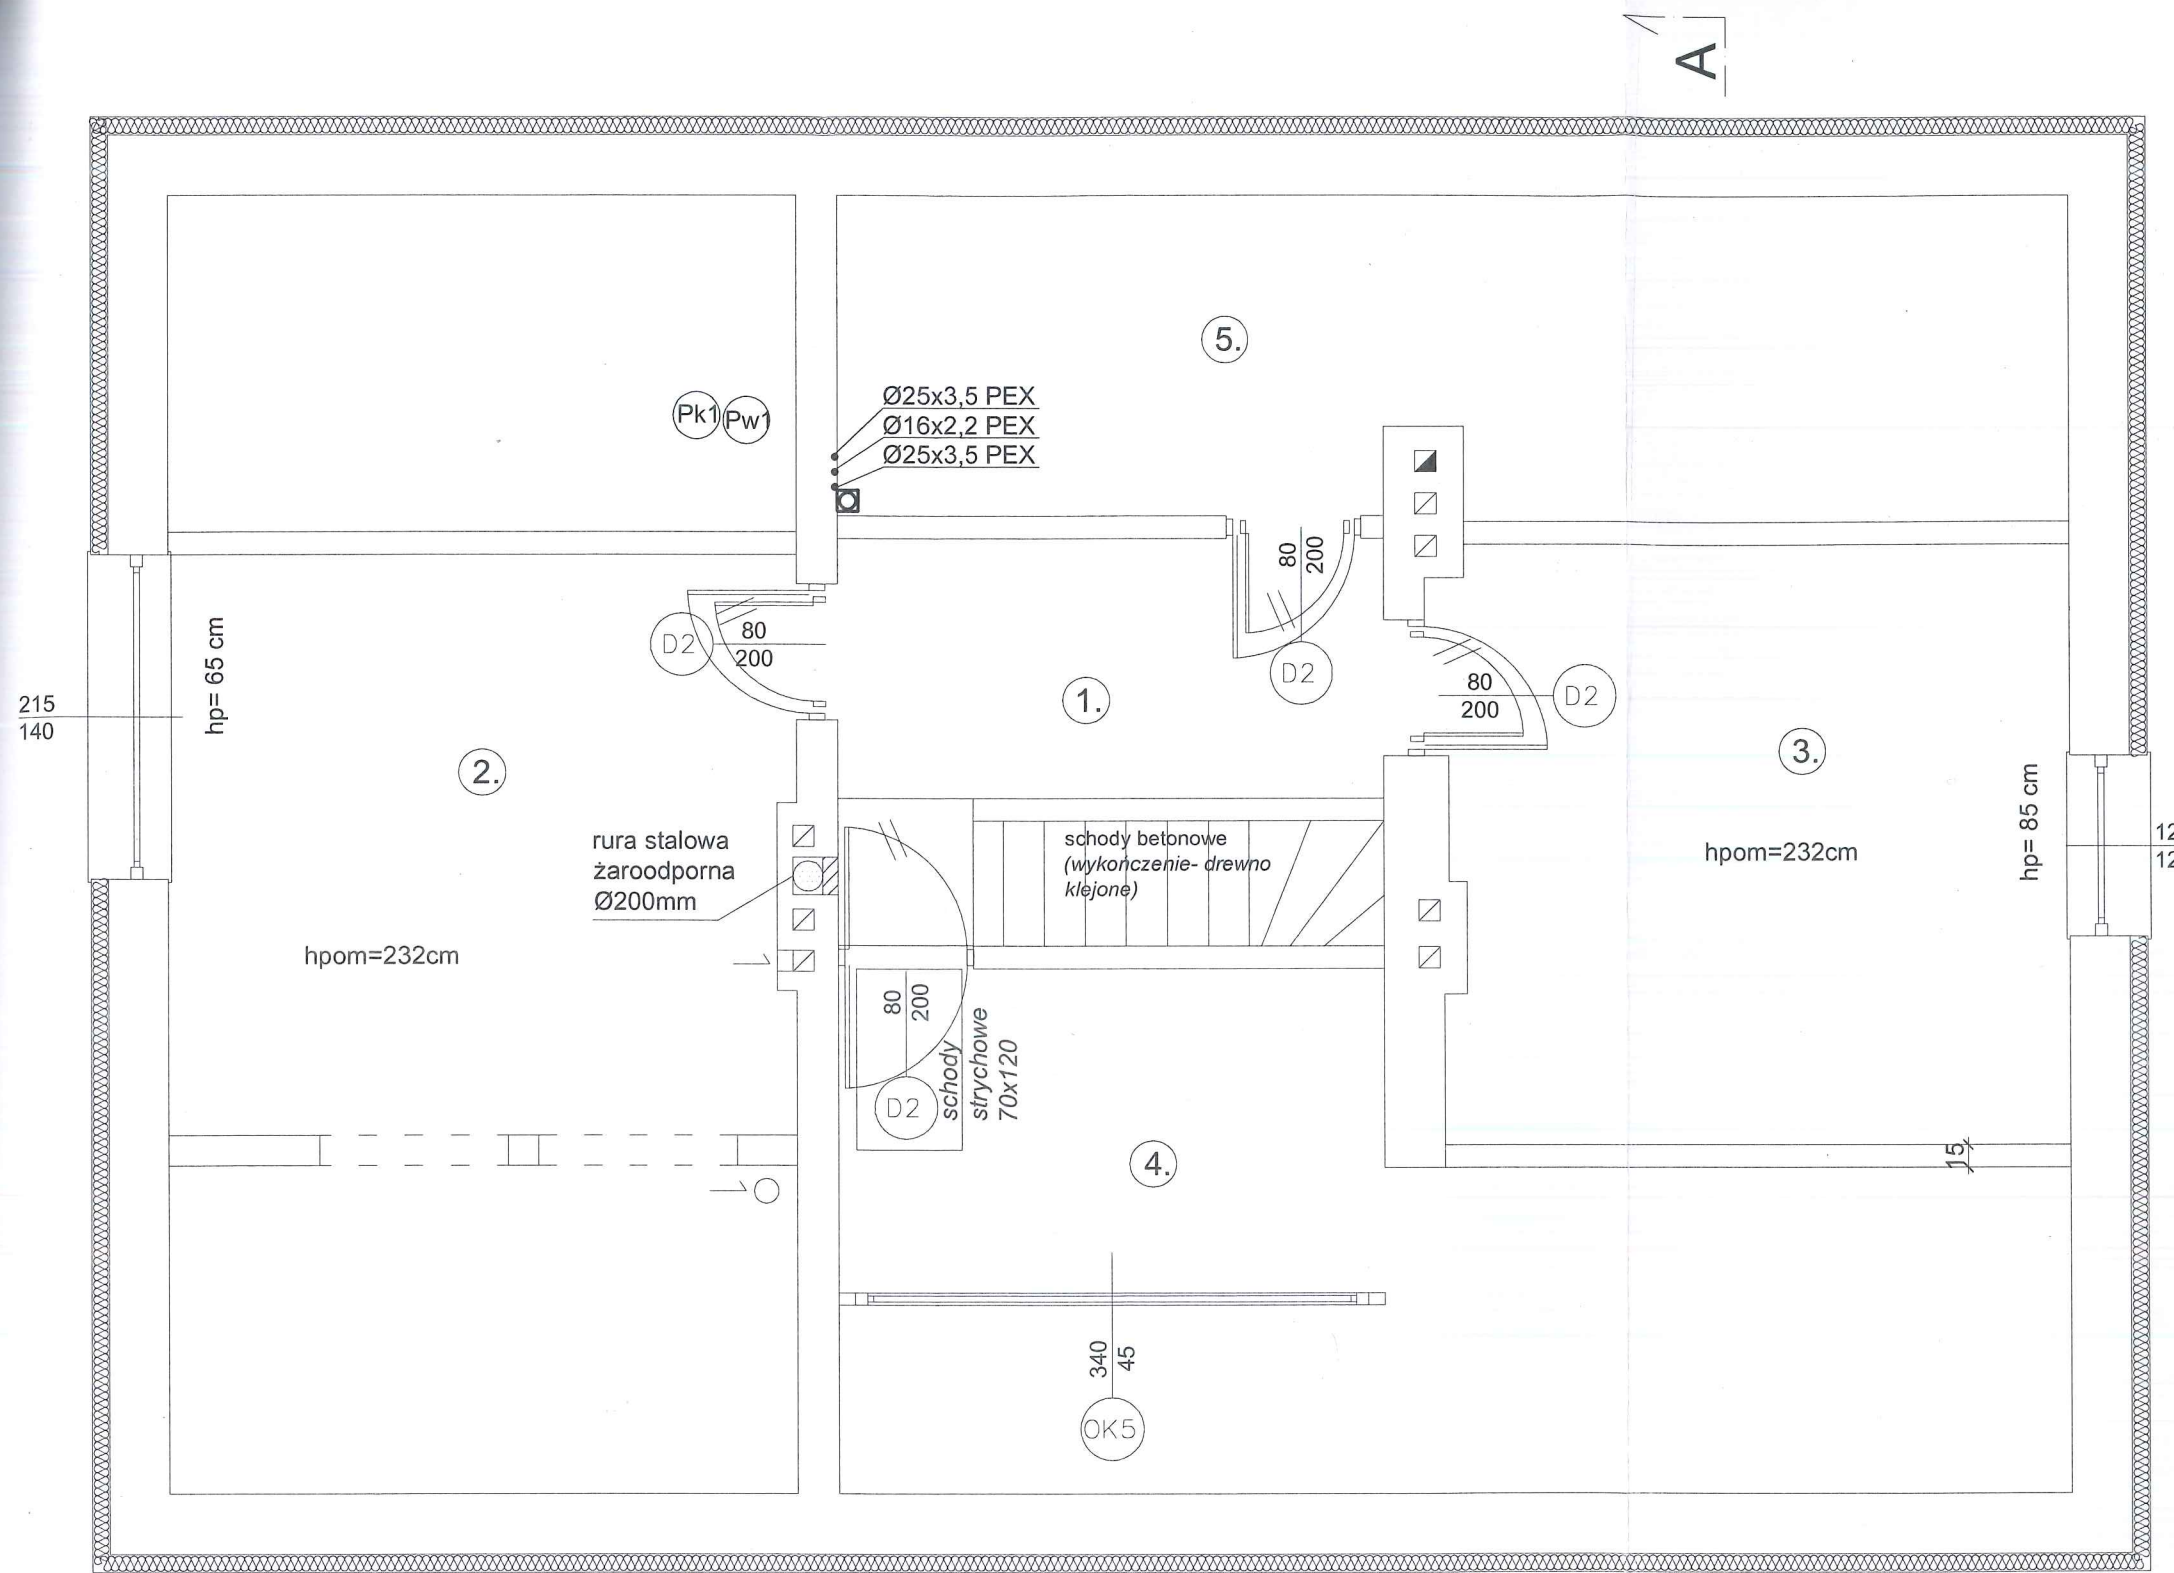 A
5.
Pk1
Pw1
Ø25x3,5 PEX
Ø16x2,2 PEX
Ø25x3,5 PEX
80
200
D2
80
200
D2
80
200
D2
hp= 65 cm
215
140
1.
2.
3.
rura stalowa
żaroodporna
Ø200mm
schody betonowe
(wykończenie- drewno
klejone)
hpom=232cm
hp= 85 cm
12
12
hpom=232cm
80
200
D2
schody
strychowe
70x120
4.
15
340
45
OK5